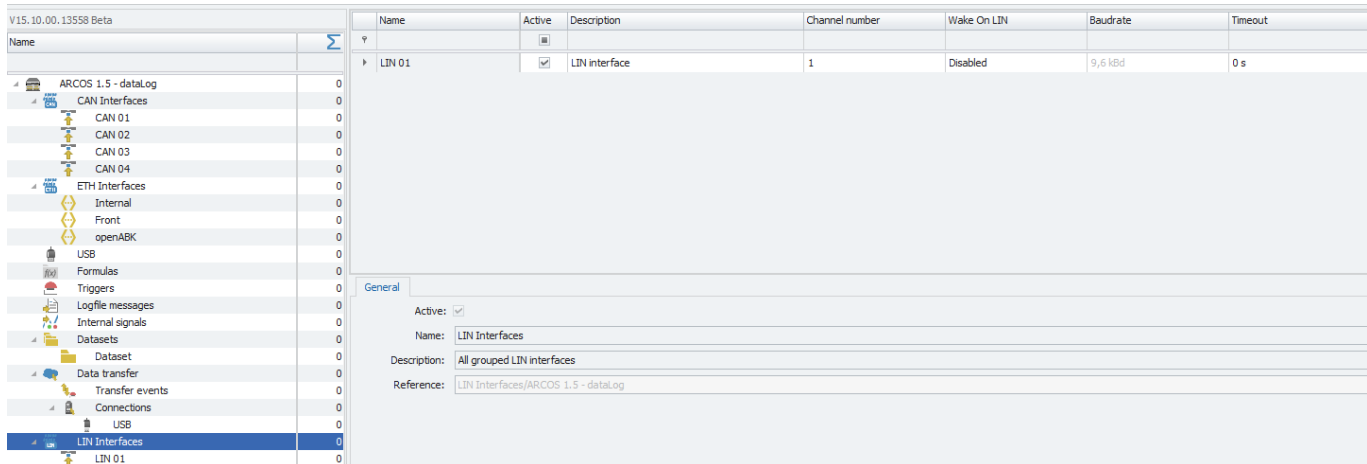 V15.10.00.13558 Beta
Name Σ
ARCOS 1.5 - dataLog 0
CAN Interfaces 0
CAN 01 0
CAN 02 0
CAN 03 0
CAN 04 0
ETH Interfaces 0
Internal 0
Front 0
openABK 0
USB 0
f(x) Formulas 0
Triggers 0
Logfile messages 0
Internal signals 0
Datasets 0
Dataset 0
Data transfer 0
Transfer events 0
Connections 0
USB 0
LIN Interfaces 0
LIN 01 0
Name Active Description Channel number Wake On LIN Baudrate Timeout
LIN 01 LIN interface 1 Disabled 9,6 kBd 0 s
General
Active:
Name: LIN Interfaces
Description: All grouped LIN interfaces
Reference: LIN Interfaces/ARCOS 1.5 - dataLog